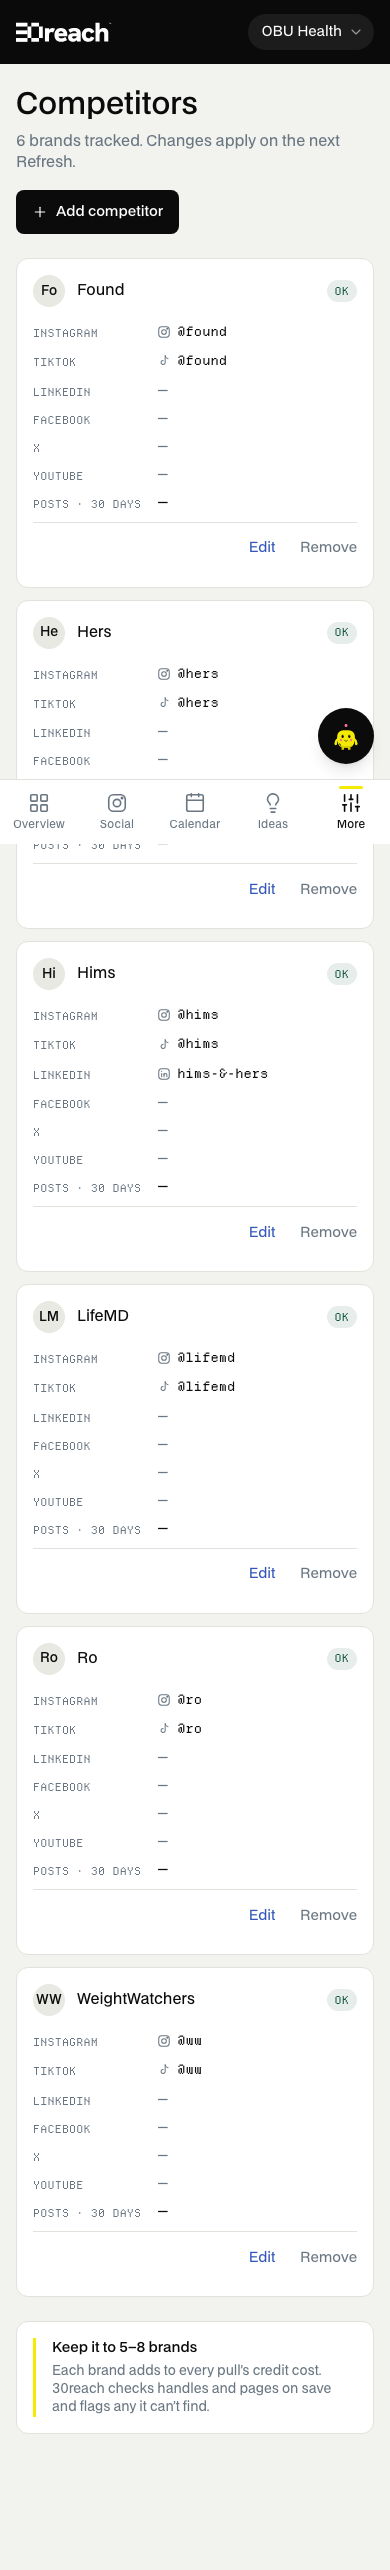 30reach
OBU Health
Competitors
6 brands tracked. Changes apply on the next
Refresh.
+ Add competitor
Fo Found OK
INSTAGRAM @found
TIKTOK @found
LINKEDIN —
FACEBOOK —
X —
YOUTUBE —
POSTS · 30 DAYS —
Edit Remove
He Hers OK
INSTAGRAM @hers
TIKTOK @hers
LINKEDIN —
FACEBOOK —
Overview Social Calendar Ideas More
POSTS · 30 DAYS —
Edit Remove
Hi Hims OK
INSTAGRAM @hims
TIKTOK @hims
LINKEDIN hims-&-hers
FACEBOOK —
X —
YOUTUBE —
POSTS · 30 DAYS —
Edit Remove
LM LifeMD OK
INSTAGRAM @lifemd
TIKTOK @lifemd
LINKEDIN —
FACEBOOK —
X —
YOUTUBE —
POSTS · 30 DAYS —
Edit Remove
Ro Ro OK
INSTAGRAM @ro
TIKTOK @ro
LINKEDIN —
FACEBOOK —
X —
YOUTUBE —
POSTS · 30 DAYS —
Edit Remove
WW WeightWatchers OK
INSTAGRAM @ww
TIKTOK @ww
LINKEDIN —
FACEBOOK —
X —
YOUTUBE —
POSTS · 30 DAYS —
Edit Remove
Keep it to 5–8 brands
Each brand adds to every pull's credit cost.
30reach checks handles and pages on save
and flags any it can't find.